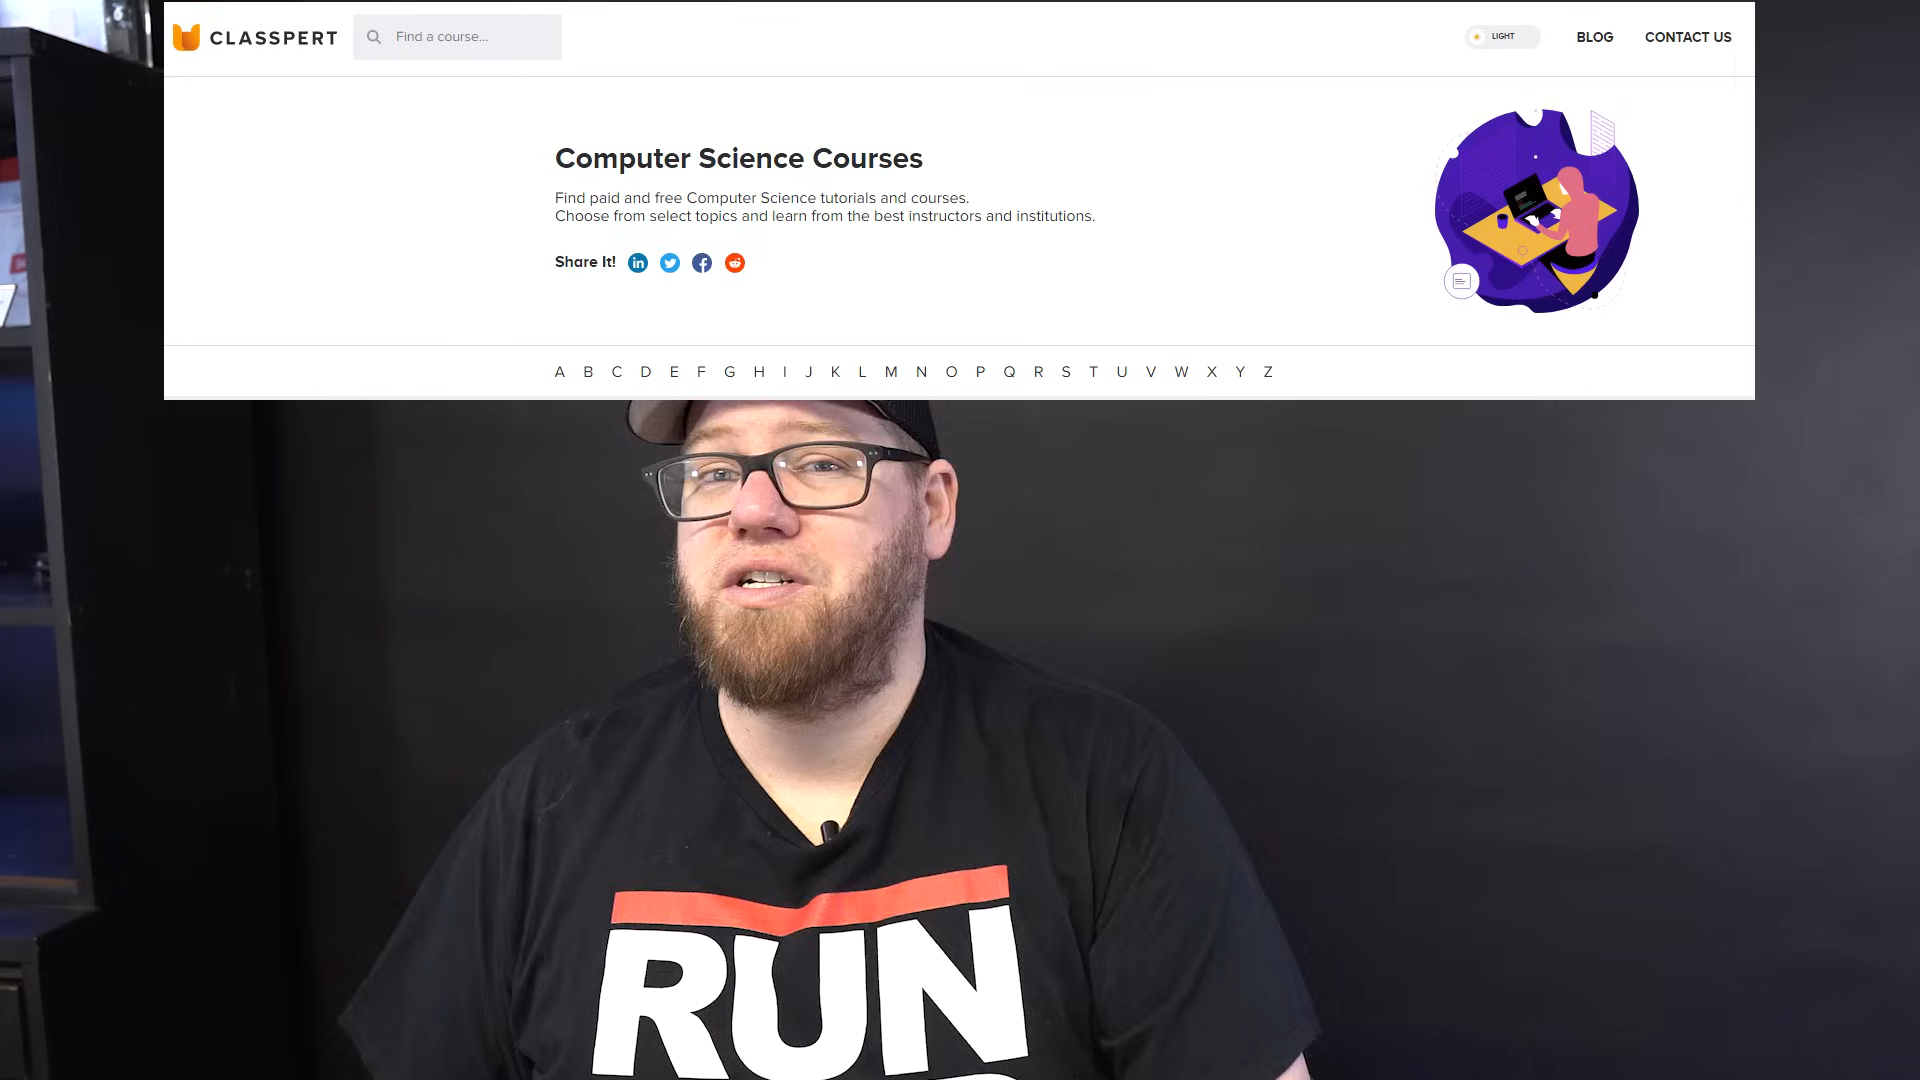 CLASSPERT
Find a course...
LIGHT
BLOG
CONTACT US
Computer Science Courses
Find paid and free Computer Science tutorials and courses.
Choose from select topics and learn from the best instructors and institutions.
Share It!
A B C D E F G H I J K L M N O P Q R S T U V W X Y Z
RUN